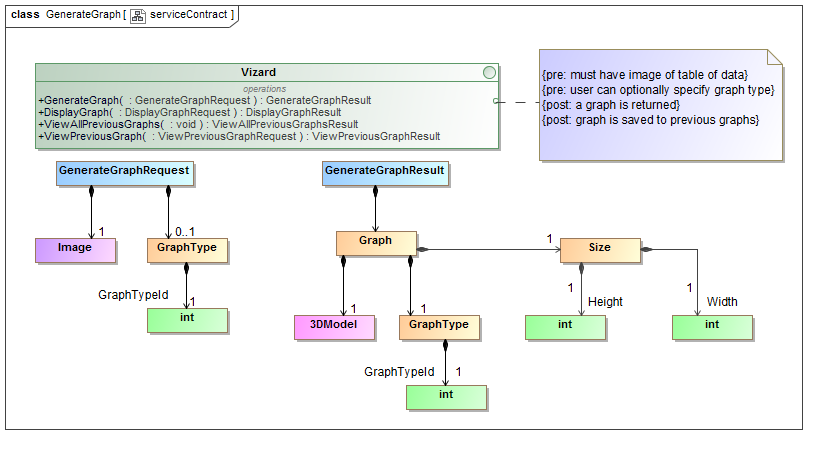 class GenerateGraph [ serviceContract ]
Vizard
operations
+GenerateGraph( : GenerateGraphRequest ) : GenerateGraphResult
+DisplayGraph( : DisplayGraphRequest ) : DisplayGraphResult
+ViewAllPreviousGraphs( : void ) : ViewAllPreviousGraphsResult
+ViewPreviousGraph( : ViewPreviousGraphRequest ) : ViewPreviousGraphResult
{pre: must have image of table of data}
{pre: user can optionally specify graph type}
{post: a graph is returned}
{post: graph is saved to previous graphs}
GenerateGraphRequest
GenerateGraphResult
1
0..1
Image
GraphType
Graph
1
Size
GraphTypeId
1
int
1
1
1
Height
1
Width
3DModel
GraphType
int
int
GraphTypeId
1
int